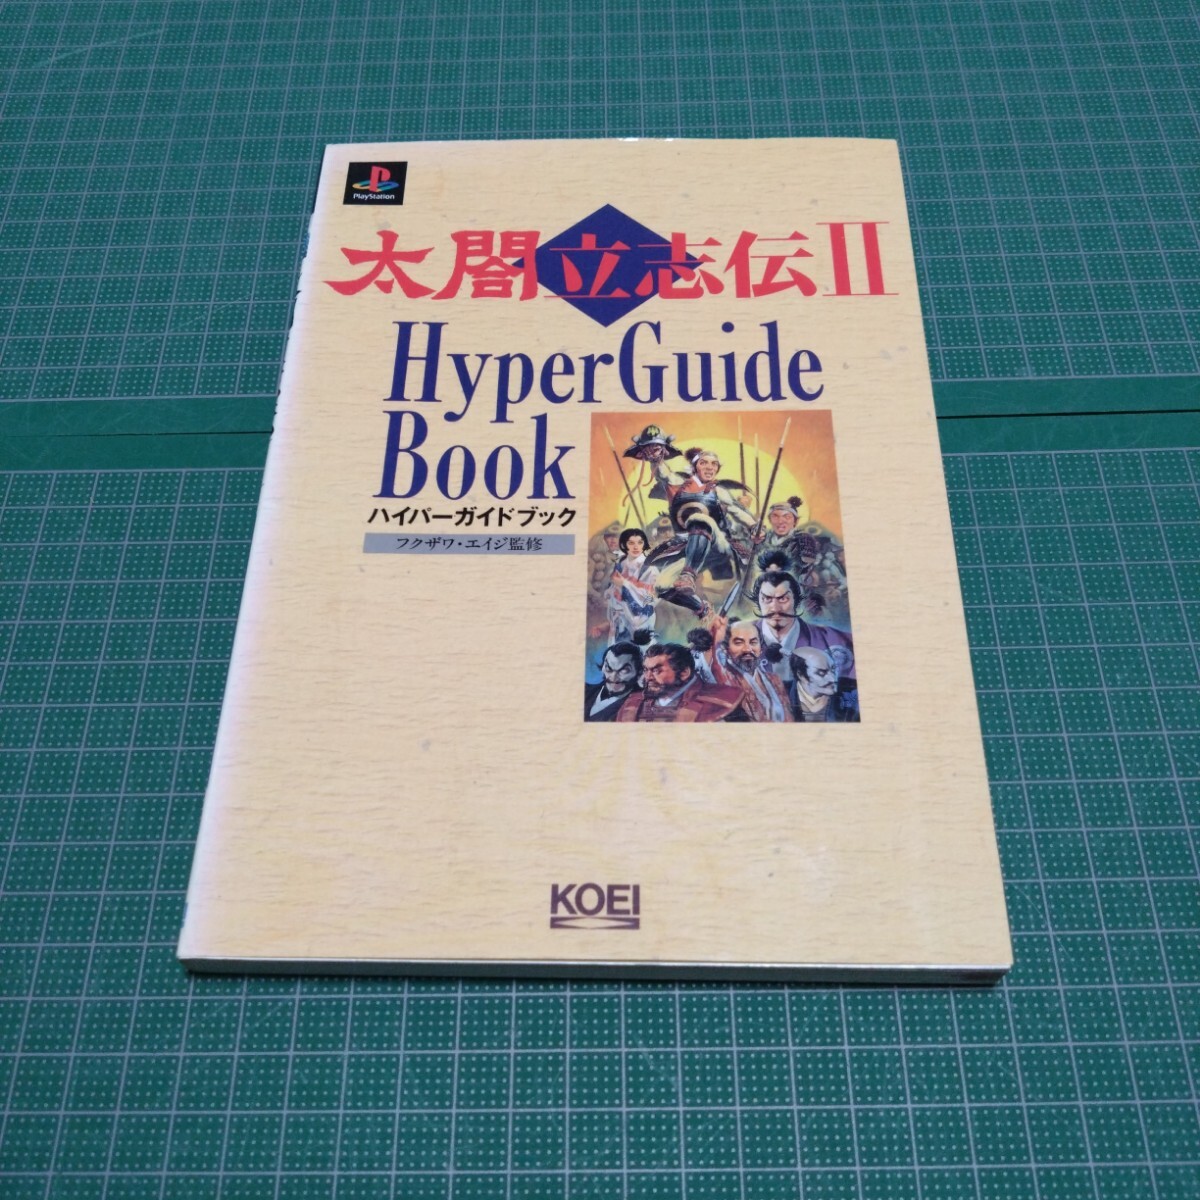 PlayStation
太閤立志伝II
HyperGuide
Book
ハイパーガイドブック
フクザワ・エイジ監修
KOEI